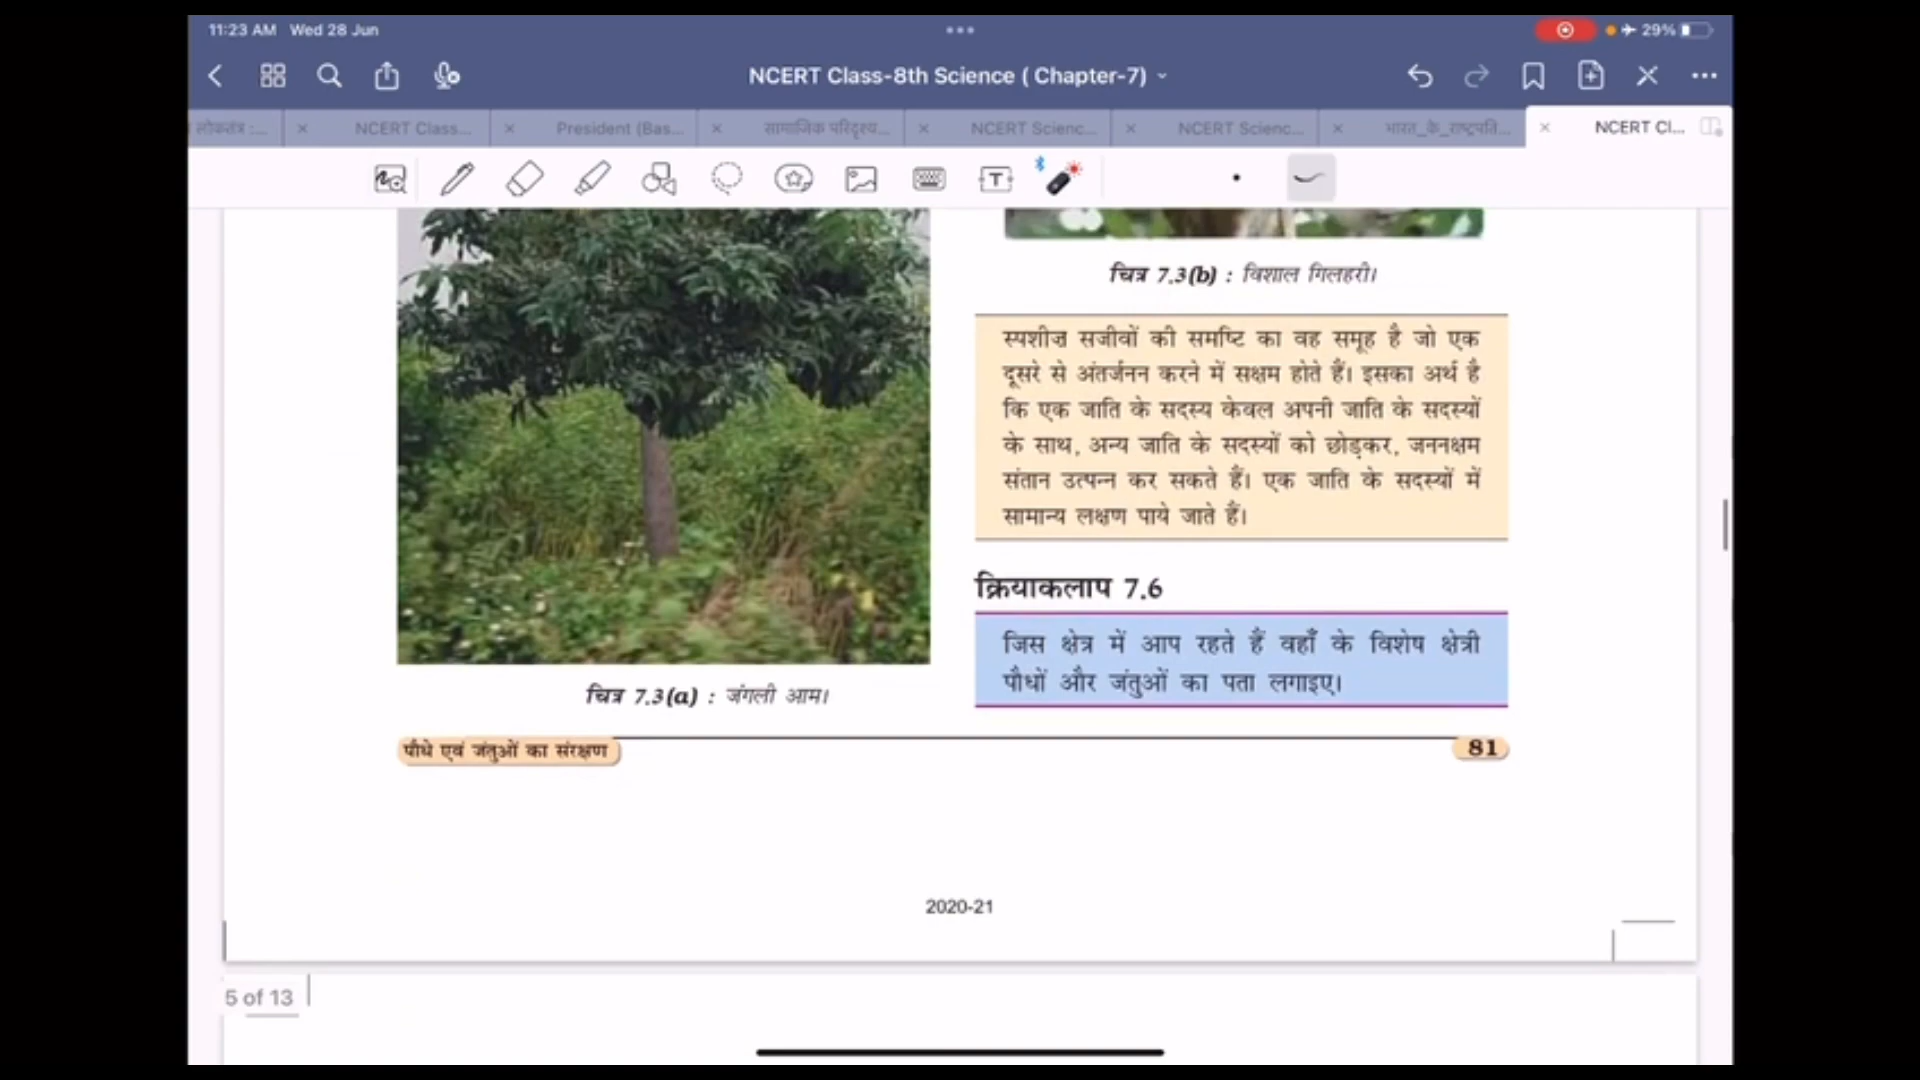 11:23 AM Wed 28 Jun
29%
NCERT Class-8th Science ( Chapter-7)
लोकतंत्र :...
NCERT Class...
President (Bas...
सामाजिक परिदृश्य...
NCERT Scienc...
NCERT Scienc...
भारत_के_राष्ट्रपति...
NCERT Cl...
T
चित्र 7.3(b) : विशाल गिलहरी।
स्पशीज़ सजीवों की समष्टि का वह समूह है जो एक
दूसरे से अंतर्जनन करने में सक्षम होते हैं। इसका अर्थ है
कि एक जाति के सदस्य केवल अपनी जाति के सदस्यों
के साथ, अन्य जाति के सदस्यों को छोड़कर, जननक्षम
संतान उत्पन्न कर सकते हैं। एक जाति के सदस्यों में
सामान्य लक्षण पाये जाते हैं।
क्रियाकलाप 7.6
जिस क्षेत्र में आप रहते हैं वहाँ के विशेष क्षेत्री
पौधों और जंतुओं का पता लगाइए।
चित्र 7.3(a) : जंगली आम।
पौधे एवं जंतुओं का संरक्षण
81
2020-21
5 of 13